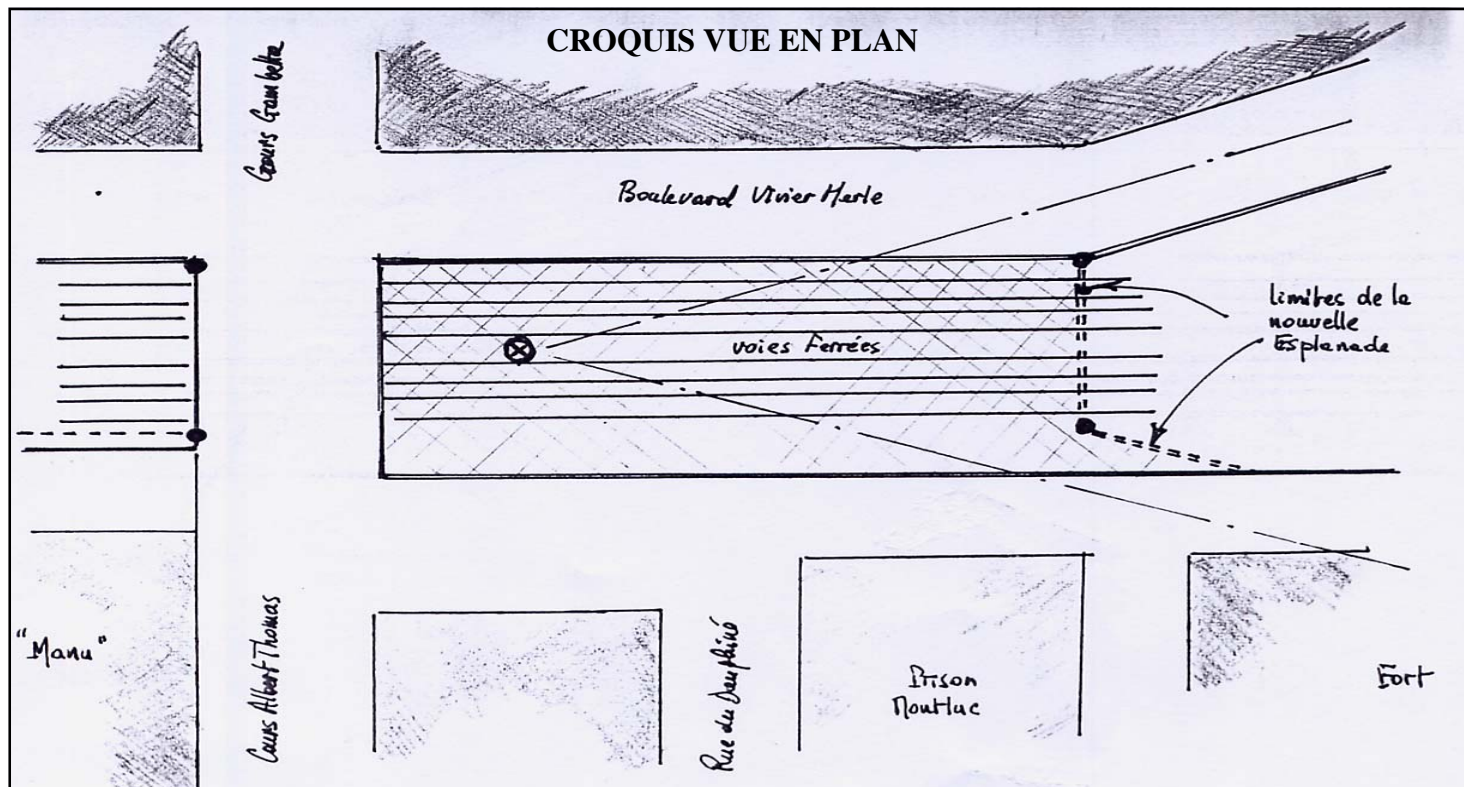 CROQUIS VUE EN PLAN
Cours Gambetta
Boulevard Vivier Merle
limites de la
nouvelle
Esplanade
voies Ferrées
"Manu"
Cours Albert Thomas
Rue du Dauphiné
Prison
Montluc
Fort